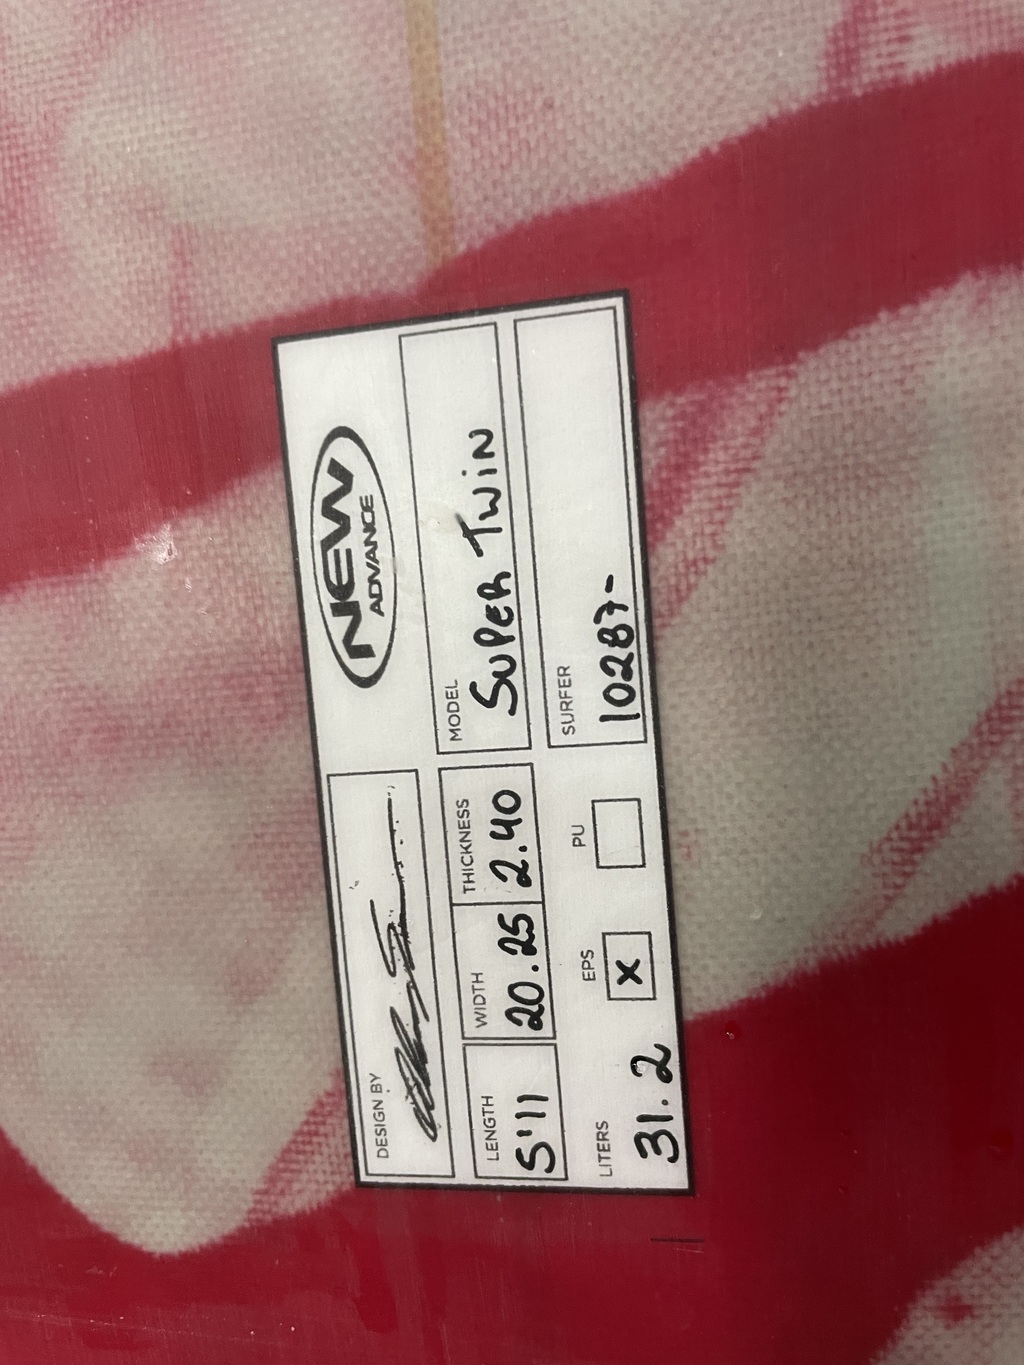 NEW
ADVANCE
DESIGN BY
LENGTH WIDTH THICKNESS MODEL
5'11 20.25 2.40 SUPER TWIN
LITERS EPS PU SURFER
31.2 X 10287-